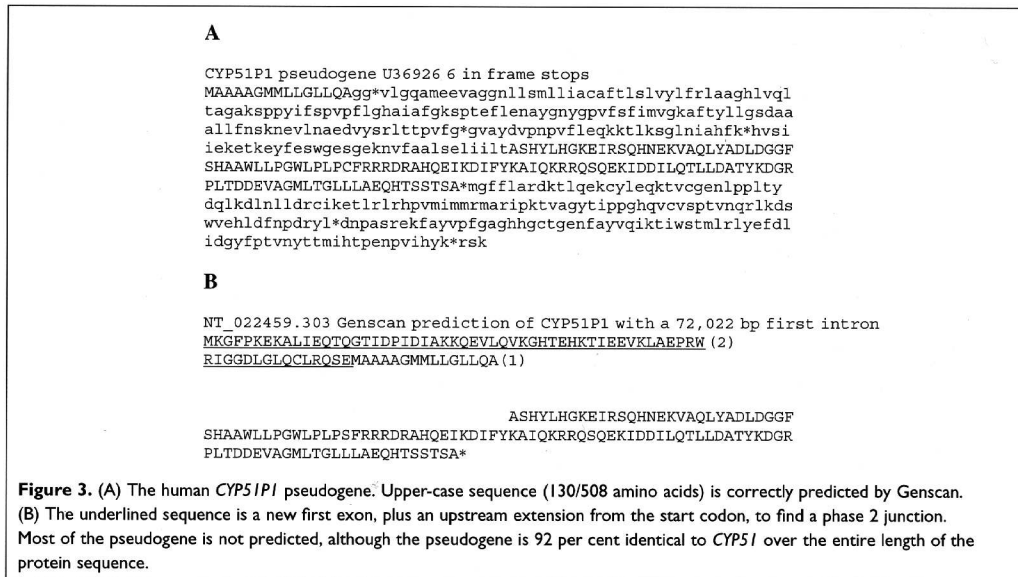 A
CYP51P1 pseudogene U36926 6 in frame stops
MAAAAGMMLLGLLQAgg*vlgqameevaggnllsmlliacaftlslvylfrlaaghlvql
tagaksppyifspvpflghaiafgkspteflenaygnygpvfsfimvgkaftyllgsdaa
allfnsknevlnaedvysrlttpvfg*gvaydvpnpvfleqkktlksglniahfk*hvsi
ieketkeyfeswgesgeknvfaalseliiltASHYLHGKEIRSQHNEKVAQLYADLDGGF
SHAAWLLPGWLPLPCFRRRDRAHQEIKDIFYKAIQKRRQSQEKIDDILQTLLDATYKDGR
PLTDDEVAGMLTGLLLAEQHTSSTSA*mgfflardktlqekcyleqktvcgenlpplty
dqlkdlnlldrciketlrlrhpvmimmrmaripktvagytippghqvcvsptvnqrlkds
wvehldfnpdryl*dnpasrekfayvpfgaghhgctgenfayvqiktiwstmlrlyefdl
idgyfptvnyttmihtpenpvihyk*rsk
B
NT_022459.303 Genscan prediction of CYP51P1 with a 72,022 bp first intron
MKGFPKEKALIEQTQGTIDPIDIAKKQEVLQVKGHTEHKTIEEVKLAEPRW (2)
RIGGDLGLQCLRQSEMAAAAGMMLLGLLQA (1)
ASHYLHGKEIRSQHNEKVAQLYADLDGGF
SHAAWLLPGWLPLPSFRRRDRAHQEIKDIFYKAIQKRRQSQEKIDDILQTLLDATYKDGR
PLTDDEVAGMLTGLLLAEQHTSSTSA*
Figure 3. (A) The human CYP51P1 pseudogene. Upper-case sequence (130/508 amino acids) is correctly predicted by Genscan.
(B) The underlined sequence is a new first exon, plus an upstream extension from the start codon, to find a phase 2 junction.
Most of the pseudogene is not predicted, although the pseudogene is 92 per cent identical to CYP51 over the entire length of the
protein sequence.